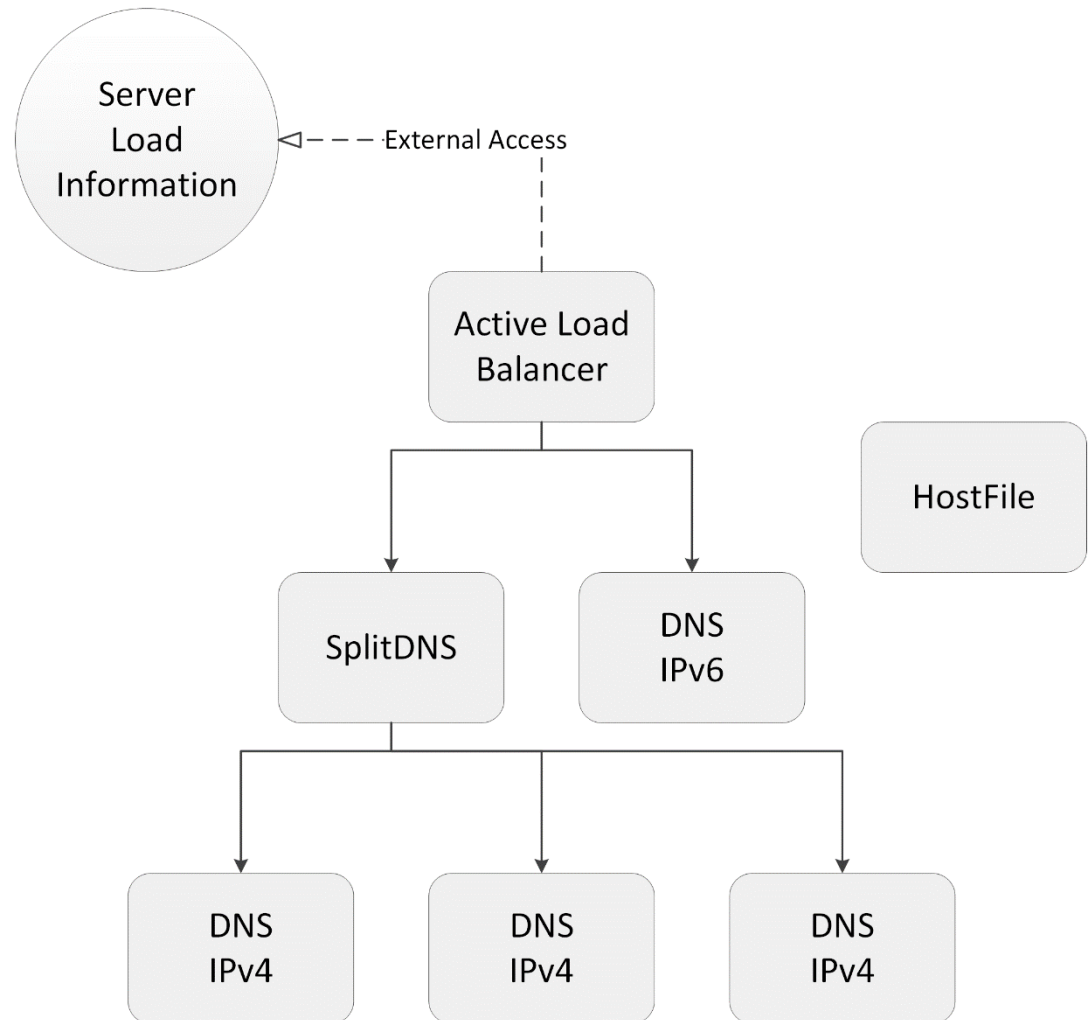 Server
Load
Information
External Access
Active Load
Balancer
HostFile
SplitDNS
DNS
IPv6
DNS
IPv4
DNS
IPv4
DNS
IPv4